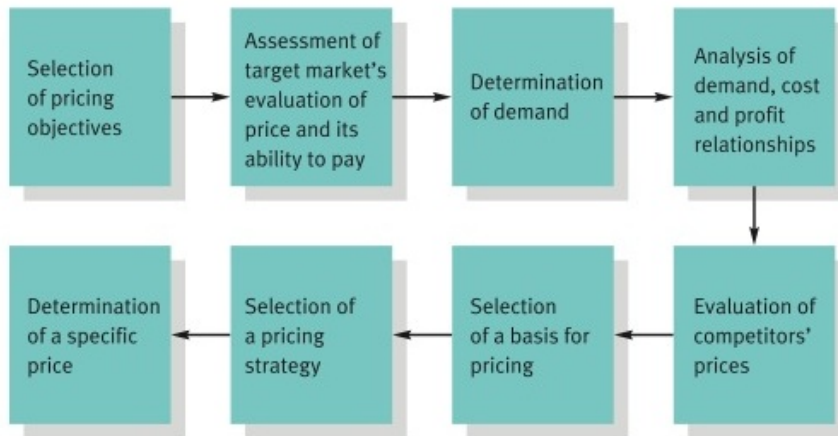 Selection
of pricing
objectives
Assessment of
target market's
evaluation of
price and its
ability to pay
Determination
of demand
Analysis of
demand, cost
and profit
relationships
Evaluation of
competitors'
prices
Selection
of a basis for
pricing
Selection of
a pricing
strategy
Determination
of a specific
price